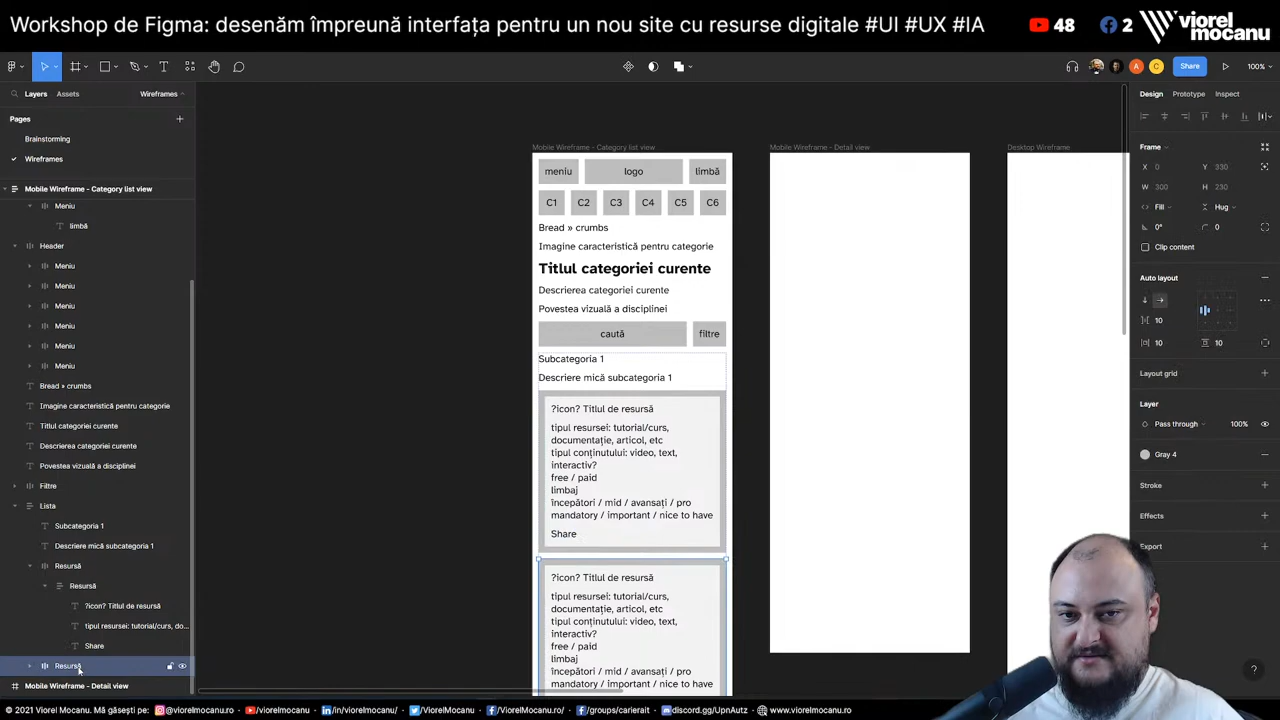 Workshop de Figma: desenăm împreună interfața pentru un nou site cu resurse digitale #UI #UX #IA
48
2
viorel
mocanu
A
C
Share
100%
Layers
Assets
Wireframes
Pages
Brainstorming
Wireframes
Mobile Wireframe - Category list view
Meniu
limbă
Header
Meniu
Meniu
Meniu
Meniu
Meniu
Meniu
Bread » crumbs
Imagine caracteristică pentru categorie
Titlul categoriei curente
Descrierea categoriei curente
Povestea vizuală a disciplinei
Filtre
Lista
Subcategoria 1
Descriere mică subcategoria 1
Resursă
Resursă
?icon? Titlul de resursă
tipul resursei: tutorial/curs, do...
Share
Resursă
Mobile Wireframe - Detail view
Mobile Wireframe - Category list view
meniu
logo
limbă
C1
C2
C3
C4
C5
C6
Bread » crumbs
Imagine caracteristică pentru categorie
Titlul categoriei curente
Descrierea categoriei curente
Povestea vizuală a disciplinei
caută
filtre
Subcategoria 1
Descriere mică subcategoria 1
?icon? Titlul de resursă
tipul resursei: tutorial/curs,
documentație, articol, etc
tipul conținutului: video, text,
interactiv?
free / paid
limbaj
începători / mid / avansați / pro
mandatory / important / nice to have
Share
?icon? Titlul de resursă
tipul resursei: tutorial/curs,
documentație, articol, etc
tipul conținutului: video, text,
interactiv?
free / paid
limbaj
începători / mid / avansați / pro
mandatory / important / nice to have
Mobile Wireframe - Detail view
Desktop Wireframe
Design
Prototype
Inspect
Frame
X 0
Y 330
W 300
H 230
Fill
Hug
0°
0
Clip content
Auto layout
10
10
10
Layout grid
Layer
Pass through
100%
Gray 4
Stroke
Effects
Export
?
© 2021 Viorel Mocanu. Mă găsești pe:
@viorelmocanu.ro
/viorelmocanu
/in/viorelmocanu/
/ViorelMocanu
/ViorelMocanu.ro/
/groups/carierait
discord.gg/UpnAutz
www.viorelmocanu.ro